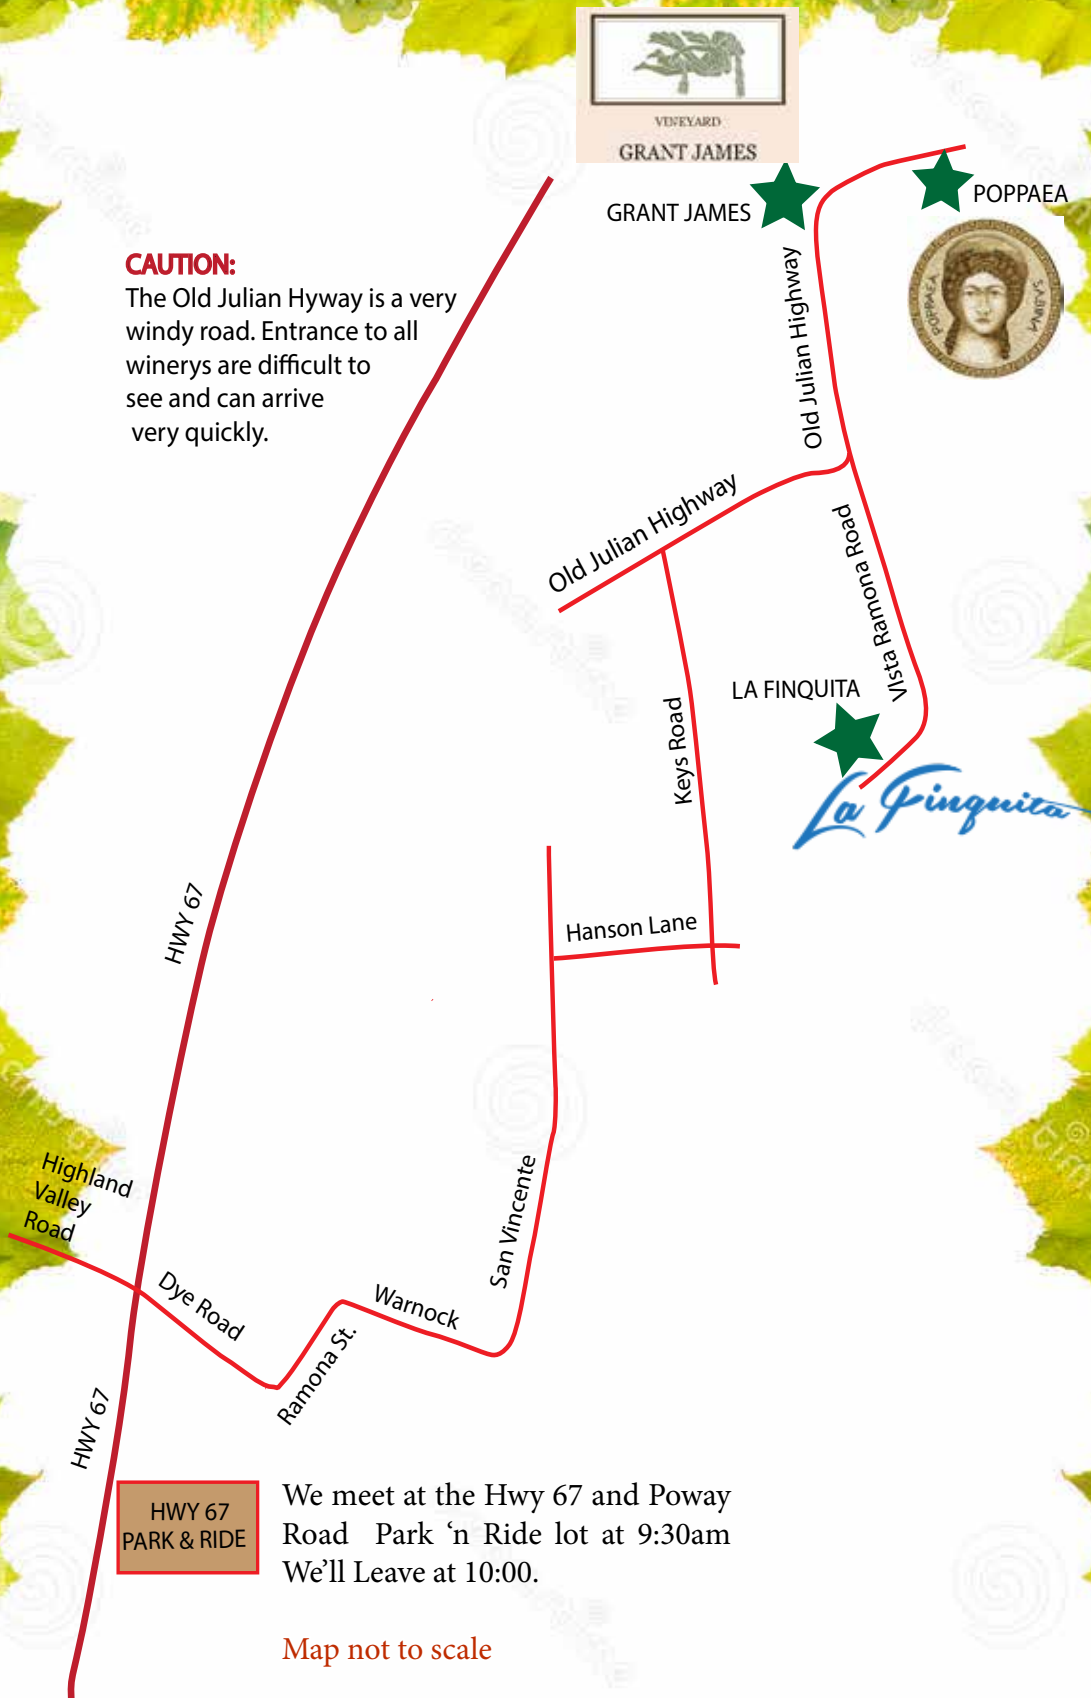 VINEYARD
GRANT JAMES
GRANT JAMES
POPPAEA
POPPAEA
SABINA
CAUTION:
The Old Julian Hyway is a very
windy road. Entrance to all
winerys are difficult to
see and can arrive
very quickly.
Old Julian Highway
Old Julian Highway
VIsta Ramona Road
LA FINQUITA
La Finquita
Keys Road
HWY 67
Hanson Lane
Highland
Valley
Road
Dye Road
Ramona St.
Warnock
San Vincente
HWY 67
HWY 67
PARK & RIDE
We meet at the Hwy 67 and Poway
Road Park ‘n Ride lot at 9:30am
We’ll Leave at 10:00.
Map not to scale